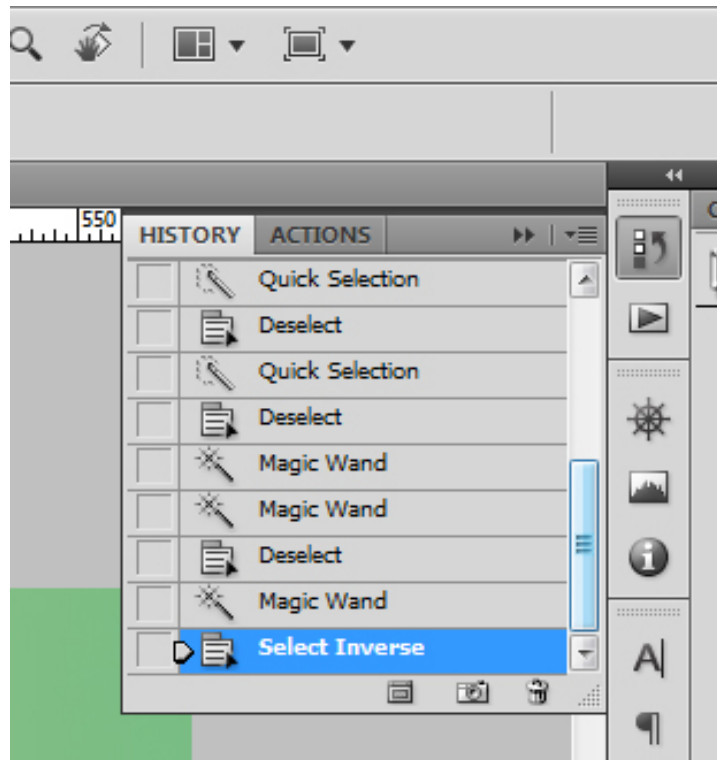 550
HISTORY ACTIONS
Quick Selection
Deselect
Quick Selection
Deselect
Magic Wand
Magic Wand
Deselect
Magic Wand
Select Inverse
A